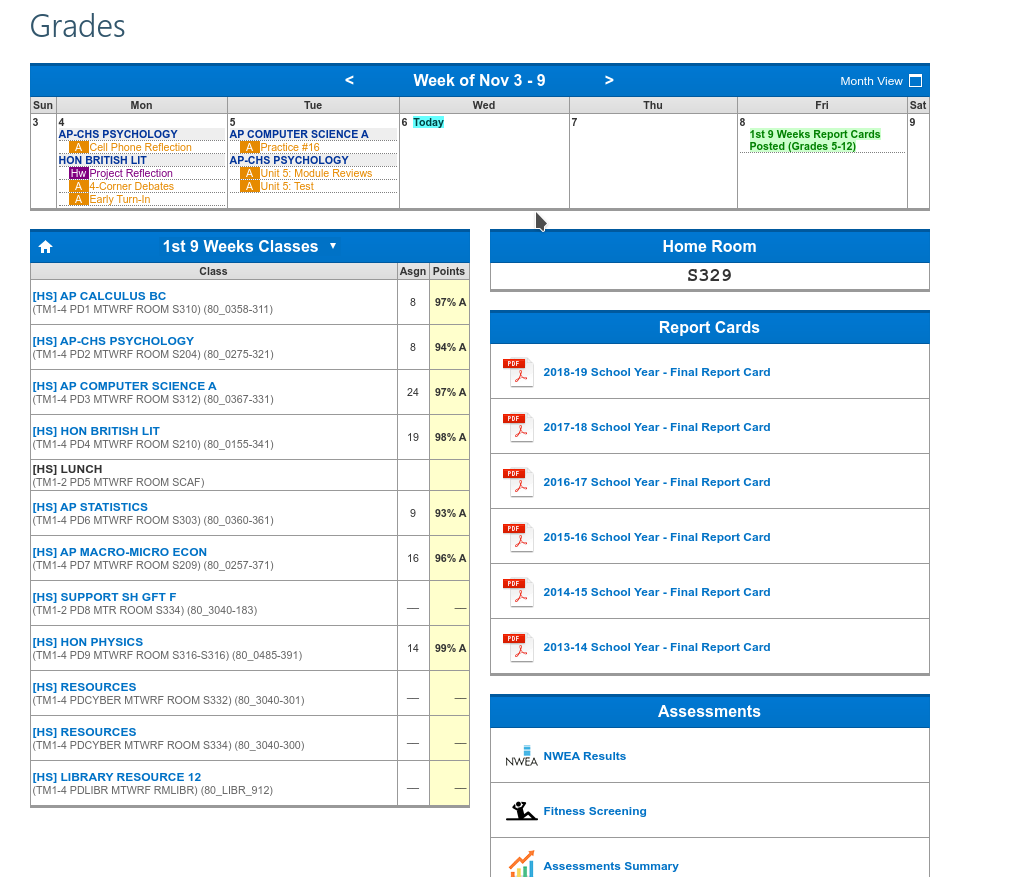 Grades
< Week of Nov 3 - 9 > Month View
Sun Mon Tue Wed Thu Fri Sat
3 4 5 6 Today 7 8 9
AP-CHS PSYCHOLOGY
A Cell Phone Reflection
HON BRITISH LIT
Hw Project Reflection
A 4-Corner Debates
A Early Turn-In
AP COMPUTER SCIENCE A
A Practice #16
AP-CHS PSYCHOLOGY
A Unit 5: Module Reviews
A Unit 5: Test
1st 9 Weeks Report Cards
Posted (Grades 5-12)
1st 9 Weeks Classes ▼
Class Asgn Points
[HS] AP CALCULUS BC
(TM1-4 PD1 MTWRF ROOM S310) (80_0358-311)
8 97% A
[HS] AP-CHS PSYCHOLOGY
(TM1-4 PD2 MTWRF ROOM S204) (80_0275-321)
8 94% A
[HS] AP COMPUTER SCIENCE A
(TM1-4 PD3 MTWRF ROOM S312) (80_0367-331)
24 97% A
[HS] HON BRITISH LIT
(TM1-4 PD4 MTWRF ROOM S210) (80_0155-341)
19 98% A
[HS] LUNCH
(TM1-2 PD5 MTWRF ROOM SCAF)
[HS] AP STATISTICS
(TM1-4 PD6 MTWRF ROOM S303) (80_0360-361)
9 93% A
[HS] AP MACRO-MICRO ECON
(TM1-4 PD7 MTWRF ROOM S209) (80_0257-371)
16 96% A
[HS] SUPPORT SH GFT F
(TM1-2 PD8 MTR ROOM S334) (80_3040-183)
— —
[HS] HON PHYSICS
(TM1-4 PD9 MTWRF ROOM S316-S316) (80_0485-391)
14 99% A
[HS] RESOURCES
(TM1-4 PDCYBER MTWRF ROOM S332) (80_3040-301)
— —
[HS] RESOURCES
(TM1-4 PDCYBER MTWRF ROOM S334) (80_3040-300)
— —
[HS] LIBRARY RESOURCE 12
(TM1-4 PDLIBR MTWRF RMLIBR) (80_LIBR_912)
— —
Home Room
S329
Report Cards
PDF 2018-19 School Year - Final Report Card
PDF 2017-18 School Year - Final Report Card
PDF 2016-17 School Year - Final Report Card
PDF 2015-16 School Year - Final Report Card
PDF 2014-15 School Year - Final Report Card
PDF 2013-14 School Year - Final Report Card
Assessments
NWEA NWEA Results
Fitness Screening
Assessments Summary